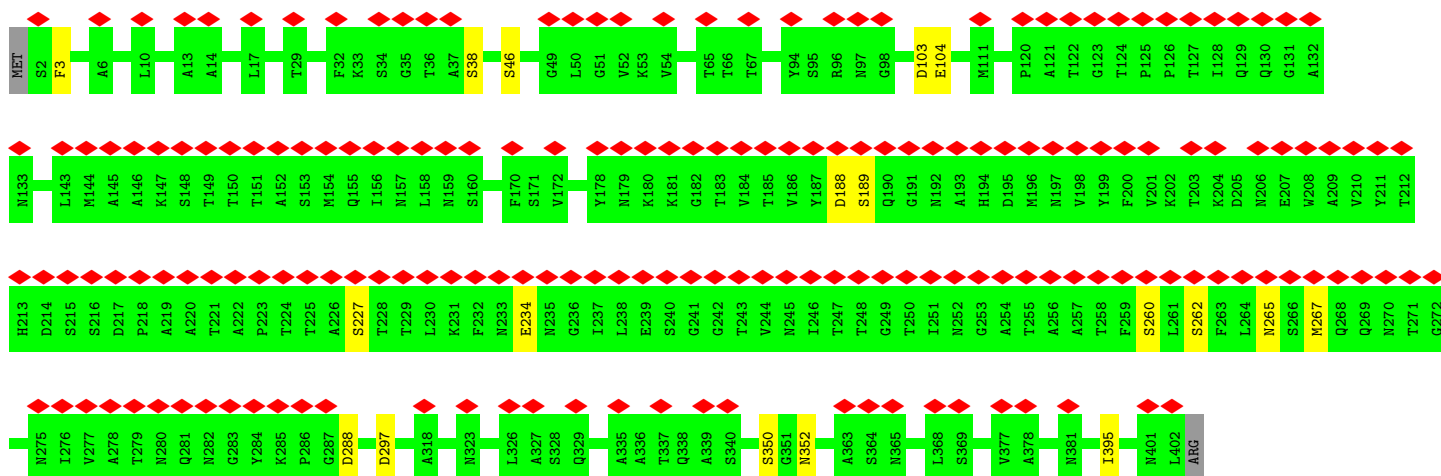 MET S2 F3 A6 L10 A13 A14 L17 T29 F32 K33 S34 G35 T36 A37 S38 S46 G49 L50 G51 V52 K53 V54 T65 T66 T67 Y94 S95 R96 N97 G98 D103 E104 M111 P120 A121 T122 G123 T124 P125 P126 T127 I128 Q129 Q130 G131 A132
N133 L143 M144 A145 A146 K147 S148 T149 T150 T151 A152 S153 M154 Q155 I156 N157 L158 N159 S160 F170 S171 V172 Y178 N179 K180 K181 G182 T183 V184 T185 V186 Y187 D188 S189 Q190 G191 N192 A193 H194 D195 M196 N197 V198 Y199 F200 V201 K202 T203 K204 D205 N206 E207 W208 A209 V210 Y211 T212
H213 D214 S215 S216 D217 P218 A219 A220 T221 A222 P223 T224 T225 A226 S227 T228 T229 L230 K231 F232 N233 E234 N235 G236 I237 L238 E239 S240 G241 G242 T243 V244 N245 I246 T247 T248 G249 T250 I251 N252 G253 A254 T255 A256 A257 T258 F259 S260 L261 S262 F263 L264 N265 S266 M267 Q268 Q269 N270 T271 G272
N275 I276 V277 A278 T279 N280 Q281 N282 G283 Y284 K285 P286 G287 D288 D297 A318 N323 L326 A327 S328 Q329 A335 A336 T337 Q338 A339 S340 S350 G351 N352 A363 S364 N365 L368 S369 V377 A378 N381 I395 N401 L402 ARG